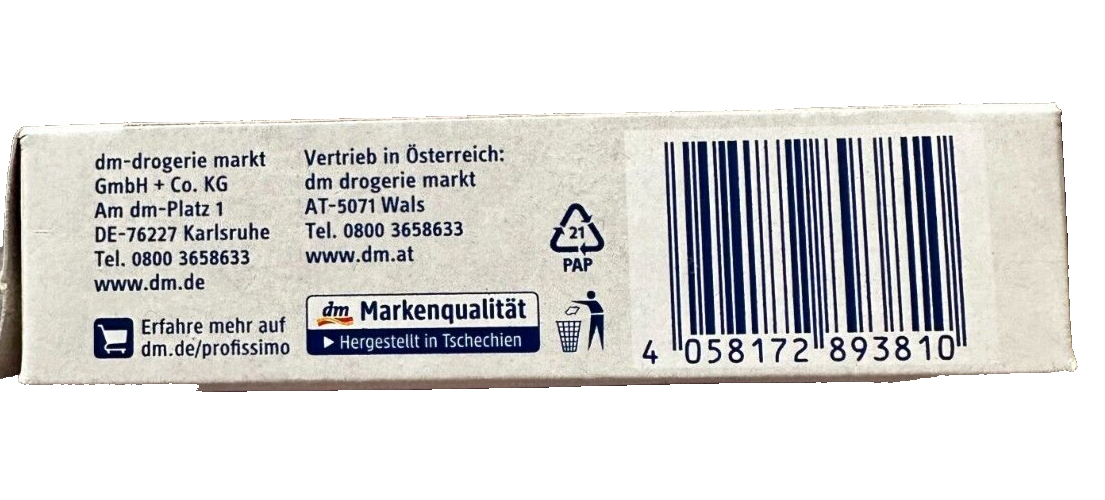 dm-drogerie markt
GmbH + Co. KG
Am dm-Platz 1
DE-76227 Karlsruhe
Tel. 0800 3658633
www.dm.de
Erfahre mehr auf
dm.de/profissimo
Vertrieb in Österreich:
dm drogerie markt
AT-5071 Wals
Tel. 0800 3658633
www.dm.at
dm Markenqualität
Hergestellt in Tschechien
21
PAP
4 058172 893810